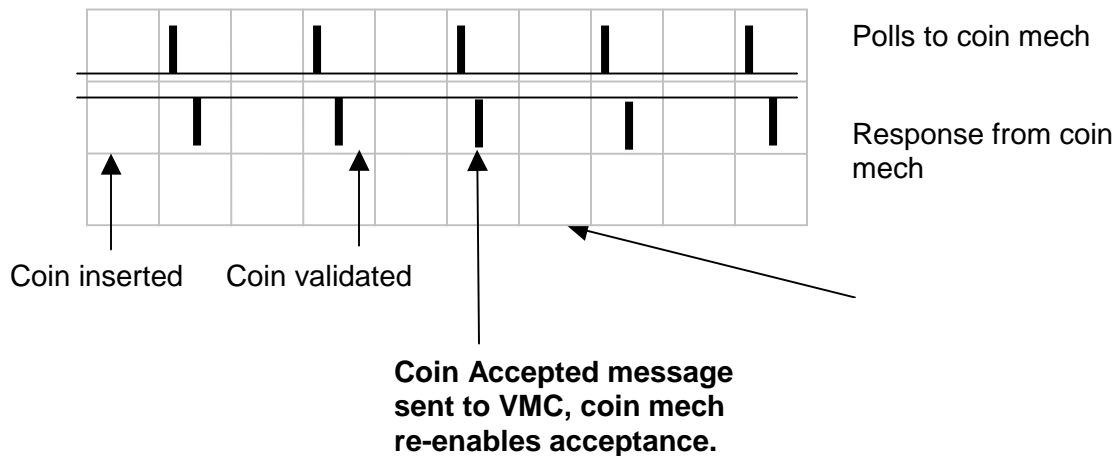 Polls to coin mech
Response from coin
mech
Coin inserted
Coin validated
Coin Accepted message
sent to VMC, coin mech
re-enables acceptance.